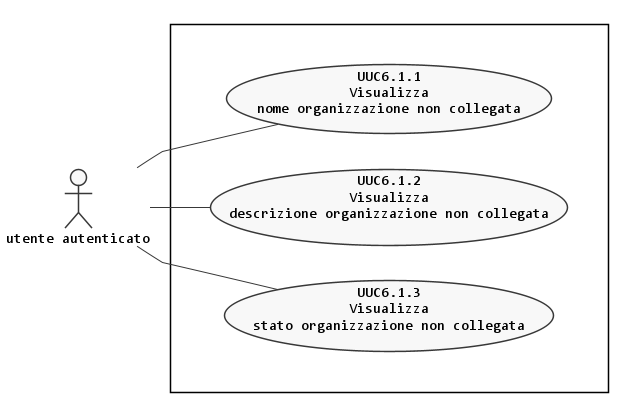 UUC6.1.1
Visualizza
nome organizzazione non collegata
UUC6.1.2
Visualizza
descrizione organizzazione non collegata
utente autenticato
UUC6.1.3
Visualizza
stato organizzazione non collegata